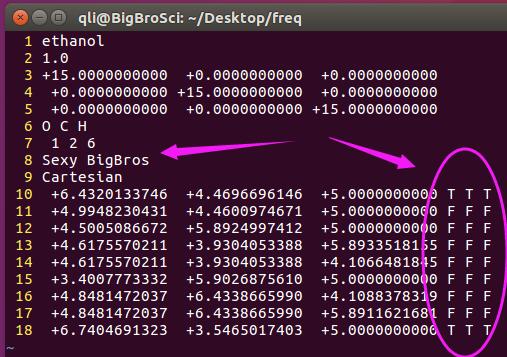 qli@BigBroSci: ~/Desktop/freq
1 ethanol
2 1.0
3 +15.0000000000 +0.0000000000 +0.0000000000
4 +0.0000000000 +15.0000000000 +0.0000000000
5 +0.0000000000 +0.0000000000 +15.0000000000
6 O C H
7 1 2 6
8 Sexy BigBros
9 Cartesian
10 +6.4320133746 +4.4696696146 +5.0000000000 T T T
11 +4.9948230431 +4.4600974671 +5.0000000000 F F F
12 +4.5005086672 +5.8924997412 +5.0000000000 F F F
13 +4.6175570211 +3.9304053388 +5.8933518155 F F F
14 +4.6175570211 +3.9304053388 +4.1066481845 F F F
15 +3.4007773332 +5.9026875610 +5.0000000000 F F F
16 +4.8481472037 +6.4338665990 +4.1088378319 F F F
17 +4.8481472037 +6.4338665990 +5.8911621681 F F F
18 +6.7404691323 +3.5465017403 +5.0000000000 T T T
~